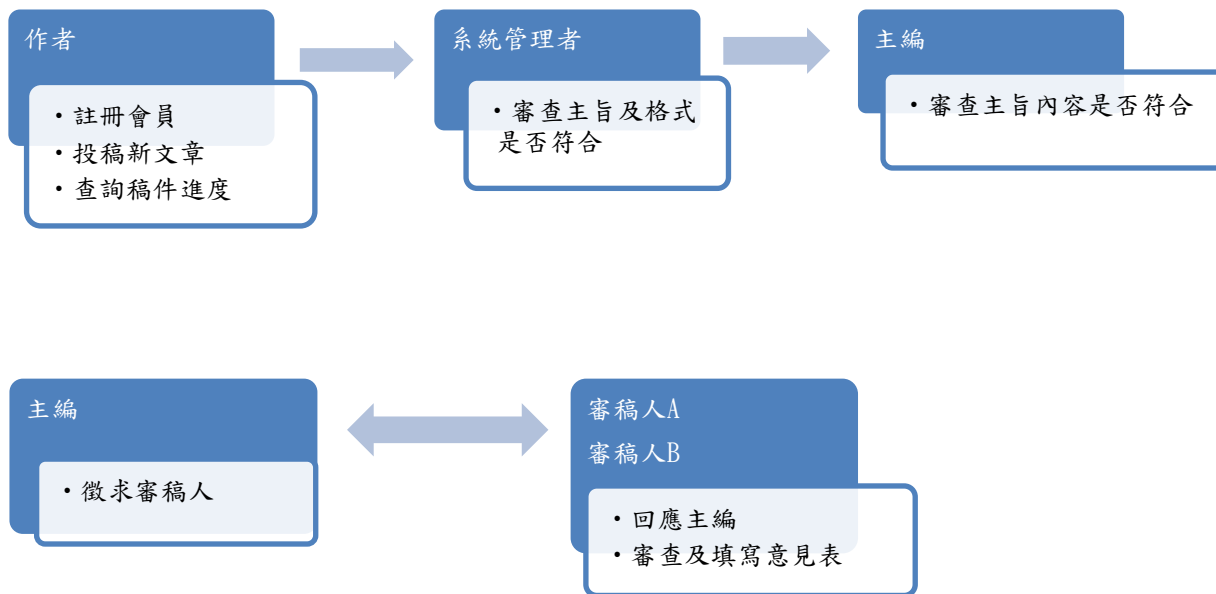 作者
・註冊會員
・投稿新文章
・查詢稿件進度
系統管理者
・審查主旨及格式
是否符合
主編
・審查主旨內容是否符合
主編
・徵求審稿人
審稿人A
審稿人B
・回應主編
・審查及填寫意見表